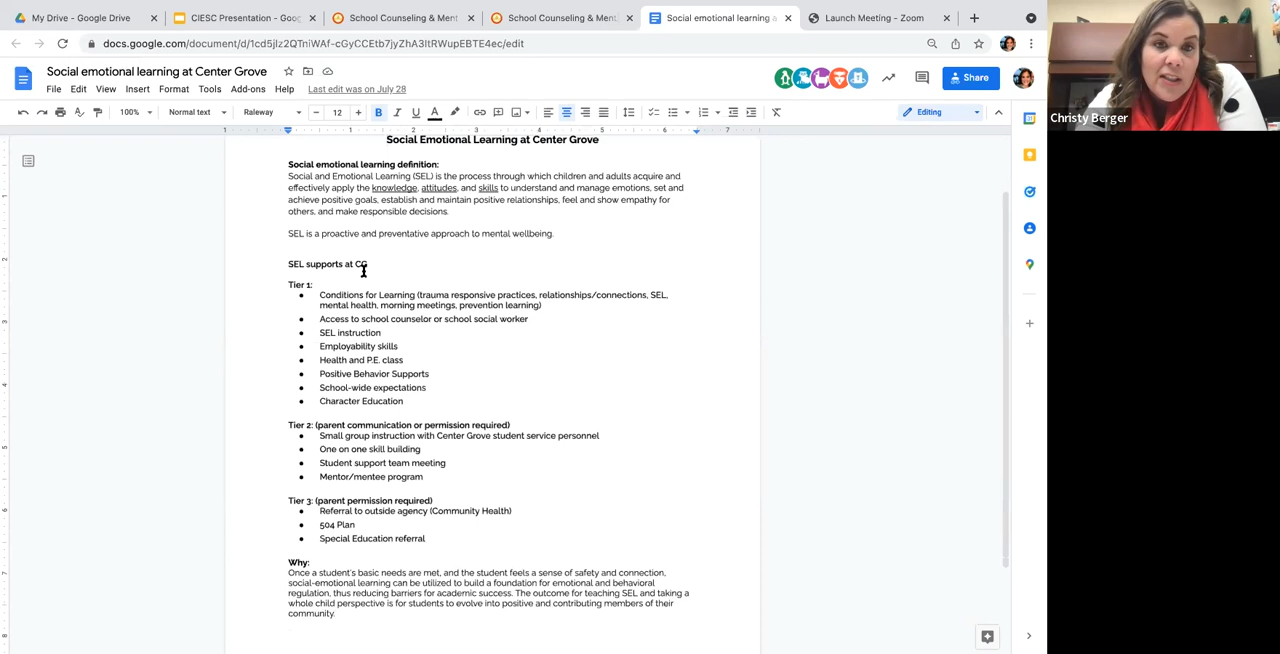 My Drive - Google Drive
CIESC Presentation - Goog
School Counseling & Ment
School Counseling & Ment
Social emotional learning a
Launch Meeting - Zoom
docs.google.com/document/d/1cd5jIz2QTniWAf-cGyCCEtb7jyZhA3ItRWupEBTE4ec/edit
Social emotional learning at Center Grove
File Edit View Insert Format Tools Add-ons Help Last edit was on July 28
Share
100% Normal text Raleway 12 B I U A Editing
1 1 2 3 4 5 6 7
Christy Berger
Social Emotional Learning at Center Grove
Social emotional learning definition:
Social and Emotional Learning (SEL) is the process through which children and adults acquire and
effectively apply the knowledge, attitudes, and skills to understand and manage emotions, set and
achieve positive goals, establish and maintain positive relationships, feel and show empathy for
others, and make responsible decisions.
SEL is a proactive and preventative approach to mental wellbeing.
SEL supports at CG
Tier 1:
Conditions for Learning (trauma responsive practices, relationships/connections, SEL,
mental health, morning meetings, prevention learning)
Access to school counselor or school social worker
SEL instruction
Employability skills
Health and P.E. class
Positive Behavior Supports
School-wide expectations
Character Education
Tier 2: (parent communication or permission required)
Small group instruction with Center Grove student service personnel
One on one skill building
Student support team meeting
Mentor/mentee program
Tier 3: (parent permission required)
Referral to outside agency (Community Health)
504 Plan
Special Education referral
Why:
Once a student's basic needs are met, and the student feels a sense of safety and connection,
social-emotional learning can be utilized to build a foundation for emotional and behavioral
regulation, thus reducing barriers for academic success. The outcome for teaching SEL and taking a
whole child perspective is for students to evolve into positive and contributing members of their
community.